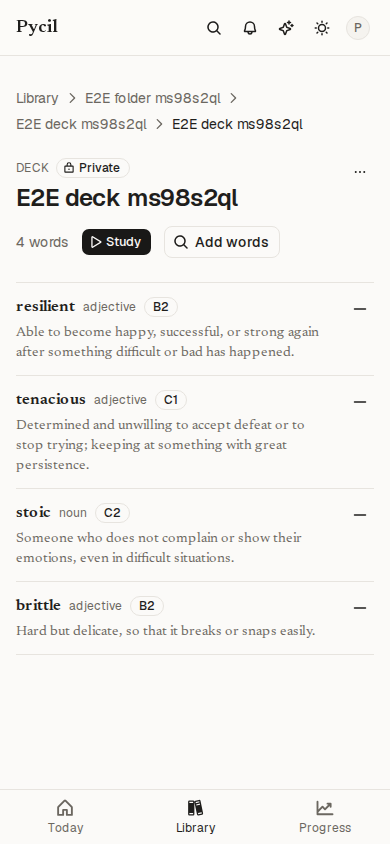 Pycil
P
Library > E2E folder ms98s2ql >
E2E deck ms98s2ql > E2E deck ms98s2ql
DECK Private
...
E2E deck ms98s2ql
4 words Study Add words
resilient adjective B2
Able to become happy, successful, or strong again
after something difficult or bad has happened.
tenacious adjective C1
Determined and unwilling to accept defeat or to
stop trying; keeping at something with great
persistence.
stoic noun C2
Someone who does not complain or show their
emotions, even in difficult situations.
brittle adjective B2
Hard but delicate, so that it breaks or snaps easily.
Today Library Progress